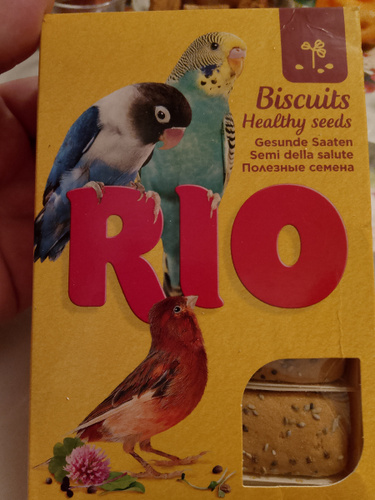 Biscuits
Healthy seeds
Gesunde Saaten
Semi della salute
Полезные семена
RIO